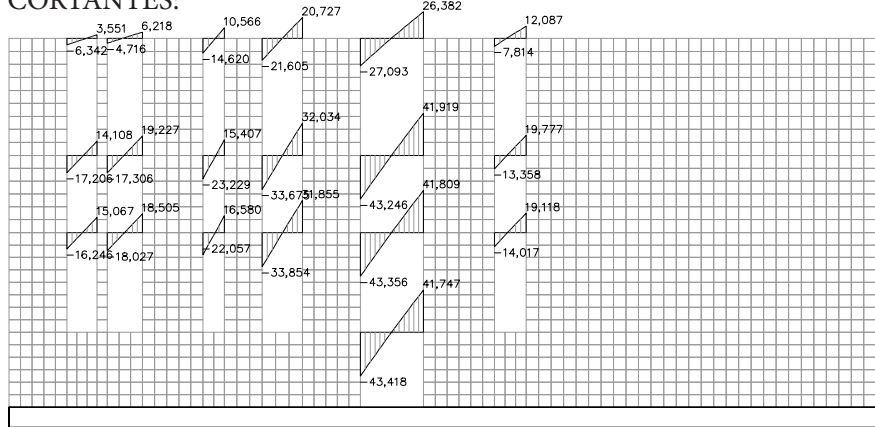 CORTANTES:
3,551 6,218 10,566 20,727 26,382 12,087
-6,342 -4,716 -14,620 -21,605 -27,093 -7,814
14,108 19,227 15,407 32,034 41,919 19,777
-17,206 -17,306 -23,229 -33,675 -43,246 -13,358
15,067 18,505 16,580 31,855 41,809 19,118
-16,246 -18,027 -22,057 -33,854 -43,356 -14,017
41,747
-43,418